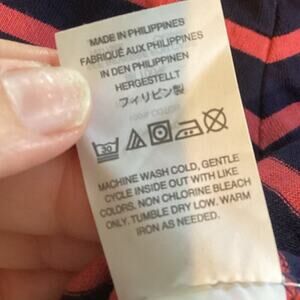 MADE IN PHILIPPINES
FABRIQUÉ AUX PHILIPPINES
IN DEN PHILIPPINEN
HERGESTELLT
フィリピン製
30
MACHINE WASH COLD, GENTLE
CYCLE INSIDE OUT WITH LIKE
COLORS. NON CHLORINE BLEACH
ONLY. TUMBLE DRY LOW. WARM
IRON AS NEEDED.